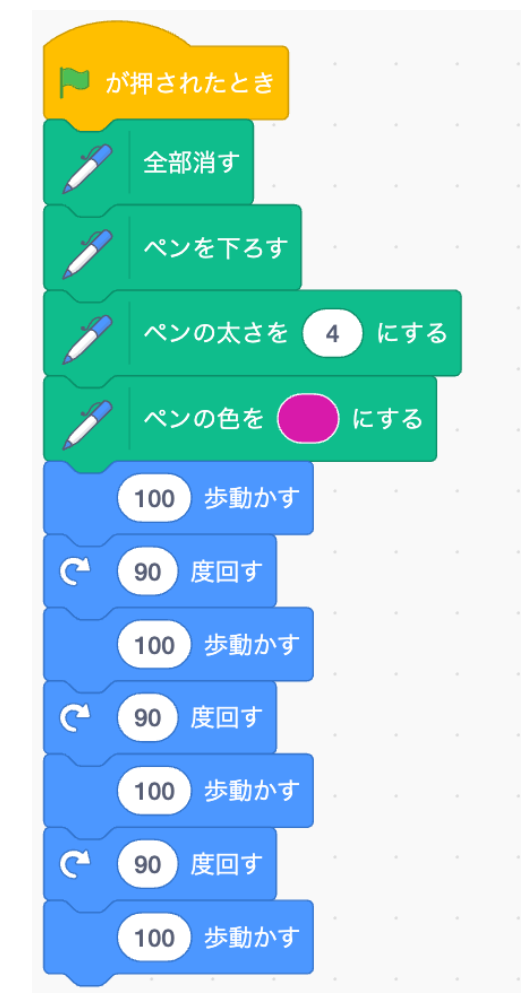 が押されたとき
全部消す
ペンを下ろす
ペンの太さを 4 にする
ペンの色を にする
100 歩動かす
90 度回す
100 歩動かす
90 度回す
100 歩動かす
90 度回す
100 歩動かす